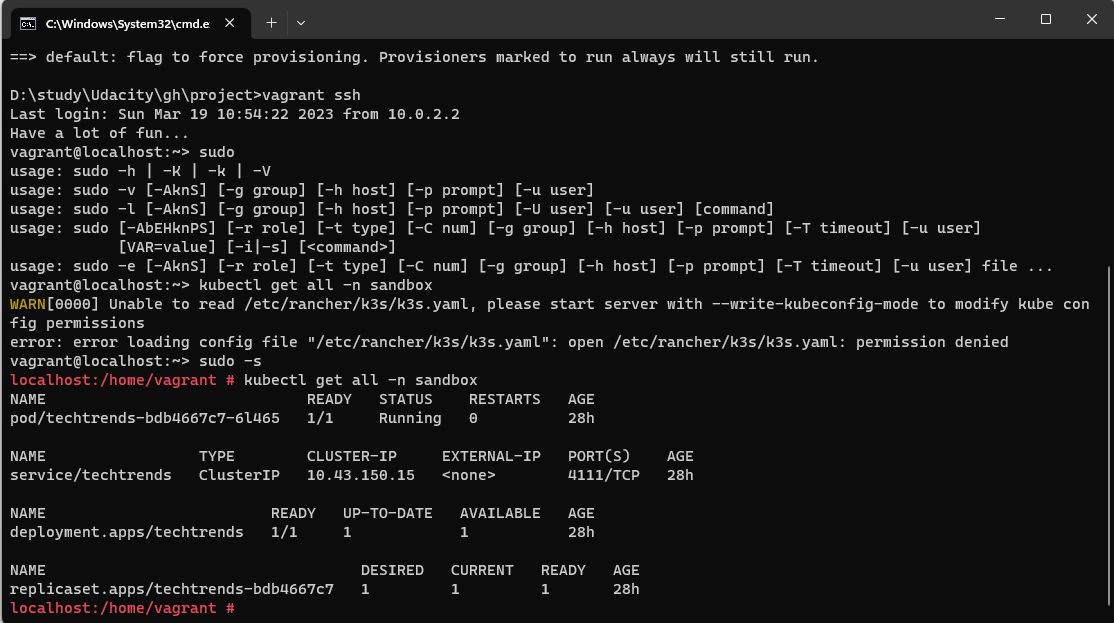 C:\Windows\System32\cmd.e
==> default: flag to force provisioning. Provisioners marked to run always will still run.
D:\study\Udacity\gh\project>vagrant ssh
Last login: Sun Mar 19 10:54:22 2023 from 10.0.2.2
Have a lot of fun...
vagrant@localhost:~> sudo
usage: sudo -h | -K | -k | -V
usage: sudo -v [-AknS] [-g group] [-h host] [-p prompt] [-u user]
usage: sudo -l [-AknS] [-g group] [-h host] [-p prompt] [-U user] [-u user] [command]
usage: sudo [-AbEHknPS] [-r role] [-t type] [-C num] [-g group] [-h host] [-p prompt] [-T timeout] [-u user]
            [VAR=value] [-i|-s] [<command>]
usage: sudo -e [-AknS] [-r role] [-t type] [-C num] [-g group] [-h host] [-p prompt] [-T timeout] [-u user] file ...
vagrant@localhost:~> kubectl get all -n sandbox
WARN[0000] Unable to read /etc/rancher/k3s/k3s.yaml, please start server with --write-kubeconfig-mode to modify kube con
fig permissions
error: error loading config file "/etc/rancher/k3s/k3s.yaml": open /etc/rancher/k3s/k3s.yaml: permission denied
vagrant@localhost:~> sudo -s
localhost:/home/vagrant # kubectl get all -n sandbox
NAME                             READY   STATUS    RESTARTS   AGE
pod/techtrends-bdb4667c7-6l465   1/1     Running   0          28h
NAME                 TYPE        CLUSTER-IP     EXTERNAL-IP   PORT(S)    AGE
service/techtrends   ClusterIP   10.43.150.15   <none>        4111/TCP   28h
NAME                         READY   UP-TO-DATE   AVAILABLE   AGE
deployment.apps/techtrends   1/1     1            1           28h
NAME                                   DESIRED   CURRENT   READY   AGE
replicaset.apps/techtrends-bdb4667c7   1         1         1       28h
localhost:/home/vagrant #